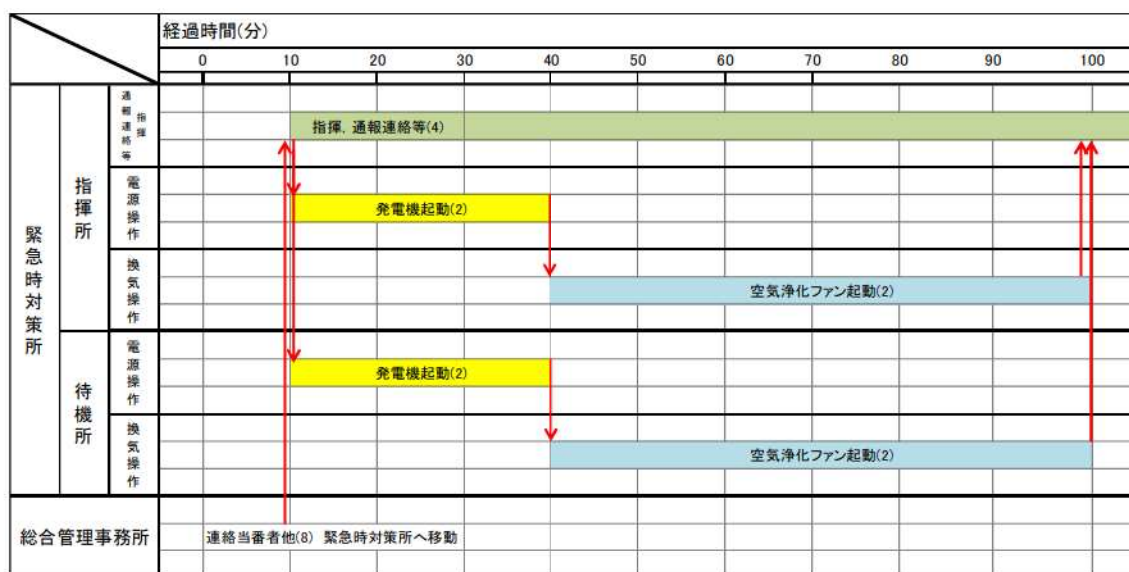 経過時間(分)
0 10 20 30 40 50 60 70 80 90 100
緊急時対策所
指揮所
指揮
通報連絡等
指揮，通報連絡等(4)
電源操作
発電機起動(2)
換気操作
空気浄化ファン起動(2)
待機所
電源操作
発電機起動(2)
換気操作
空気浄化ファン起動(2)
総合管理事務所
連絡当番者他(8) 緊急時対策所へ移動